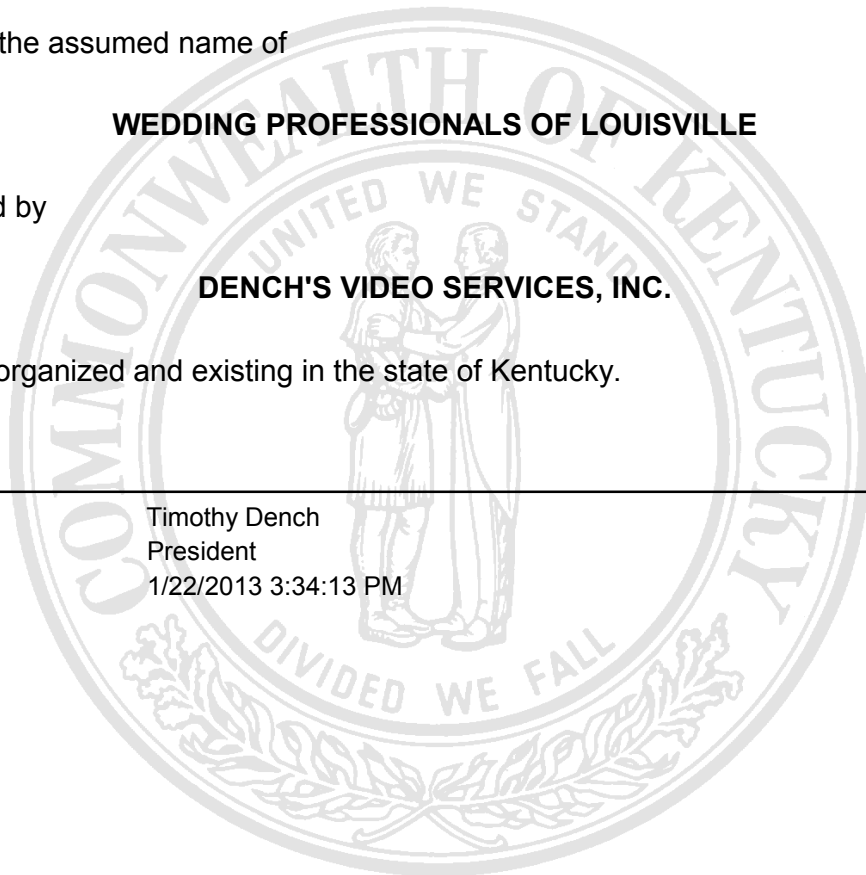 the assumed name of
WEDDING PROFESSIONALS OF LOUISVILLE
d by
DENCH'S VIDEO SERVICES, INC.
organized and existing in the state of Kentucky.
Timothy Dench
President
1/22/2013 3:34:13 PM
COMMONWEALTH OF KENTUCKY
UNITED WE STAND
DIVIDED WE FALL